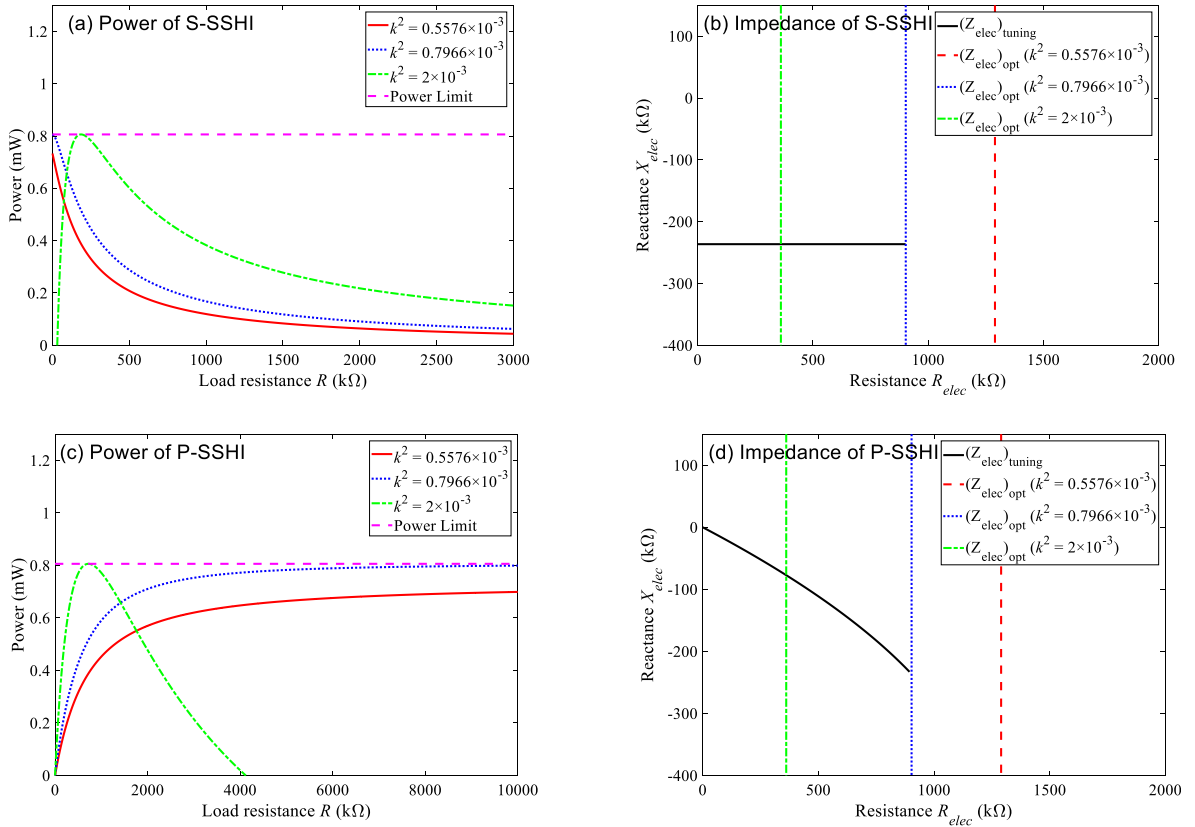 (a) Power of S-SSHI
k² = 0.5576×10⁻³
k² = 0.7966×10⁻³
k² = 2×10⁻³
Power Limit
1.2
1
0.8
0.6
0.4
0.2
0
Power (mW)
0 500 1000 1500 2000 2500 3000
Load resistance R (kΩ)
(b) Impedance of S-SSHI
(Z_elec)_tuning
(Z_elec)_opt (k² = 0.5576×10⁻³)
(Z_elec)_opt (k² = 0.7966×10⁻³)
(Z_elec)_opt (k² = 2×10⁻³)
100
0
-100
-200
-300
-400
Reactance X_elec (kΩ)
0 500 1000 1500 2000
Resistance R_elec (kΩ)
(c) Power of P-SSHI
k² = 0.5576×10⁻³
k² = 0.7966×10⁻³
k² = 2×10⁻³
Power Limit
1.2
1
0.8
0.6
0.4
0.2
0
Power (mW)
0 2000 4000 6000 8000 10000
Load resistance R (kΩ)
(d) Impedance of P-SSHI
(Z_elec)_tuning
(Z_elec)_opt (k² = 0.5576×10⁻³)
(Z_elec)_opt (k² = 0.7966×10⁻³)
(Z_elec)_opt (k² = 2×10⁻³)
100
0
-100
-200
-300
-400
Reactance X_elec (kΩ)
0 500 1000 1500 2000
Resistance R_elec (kΩ)